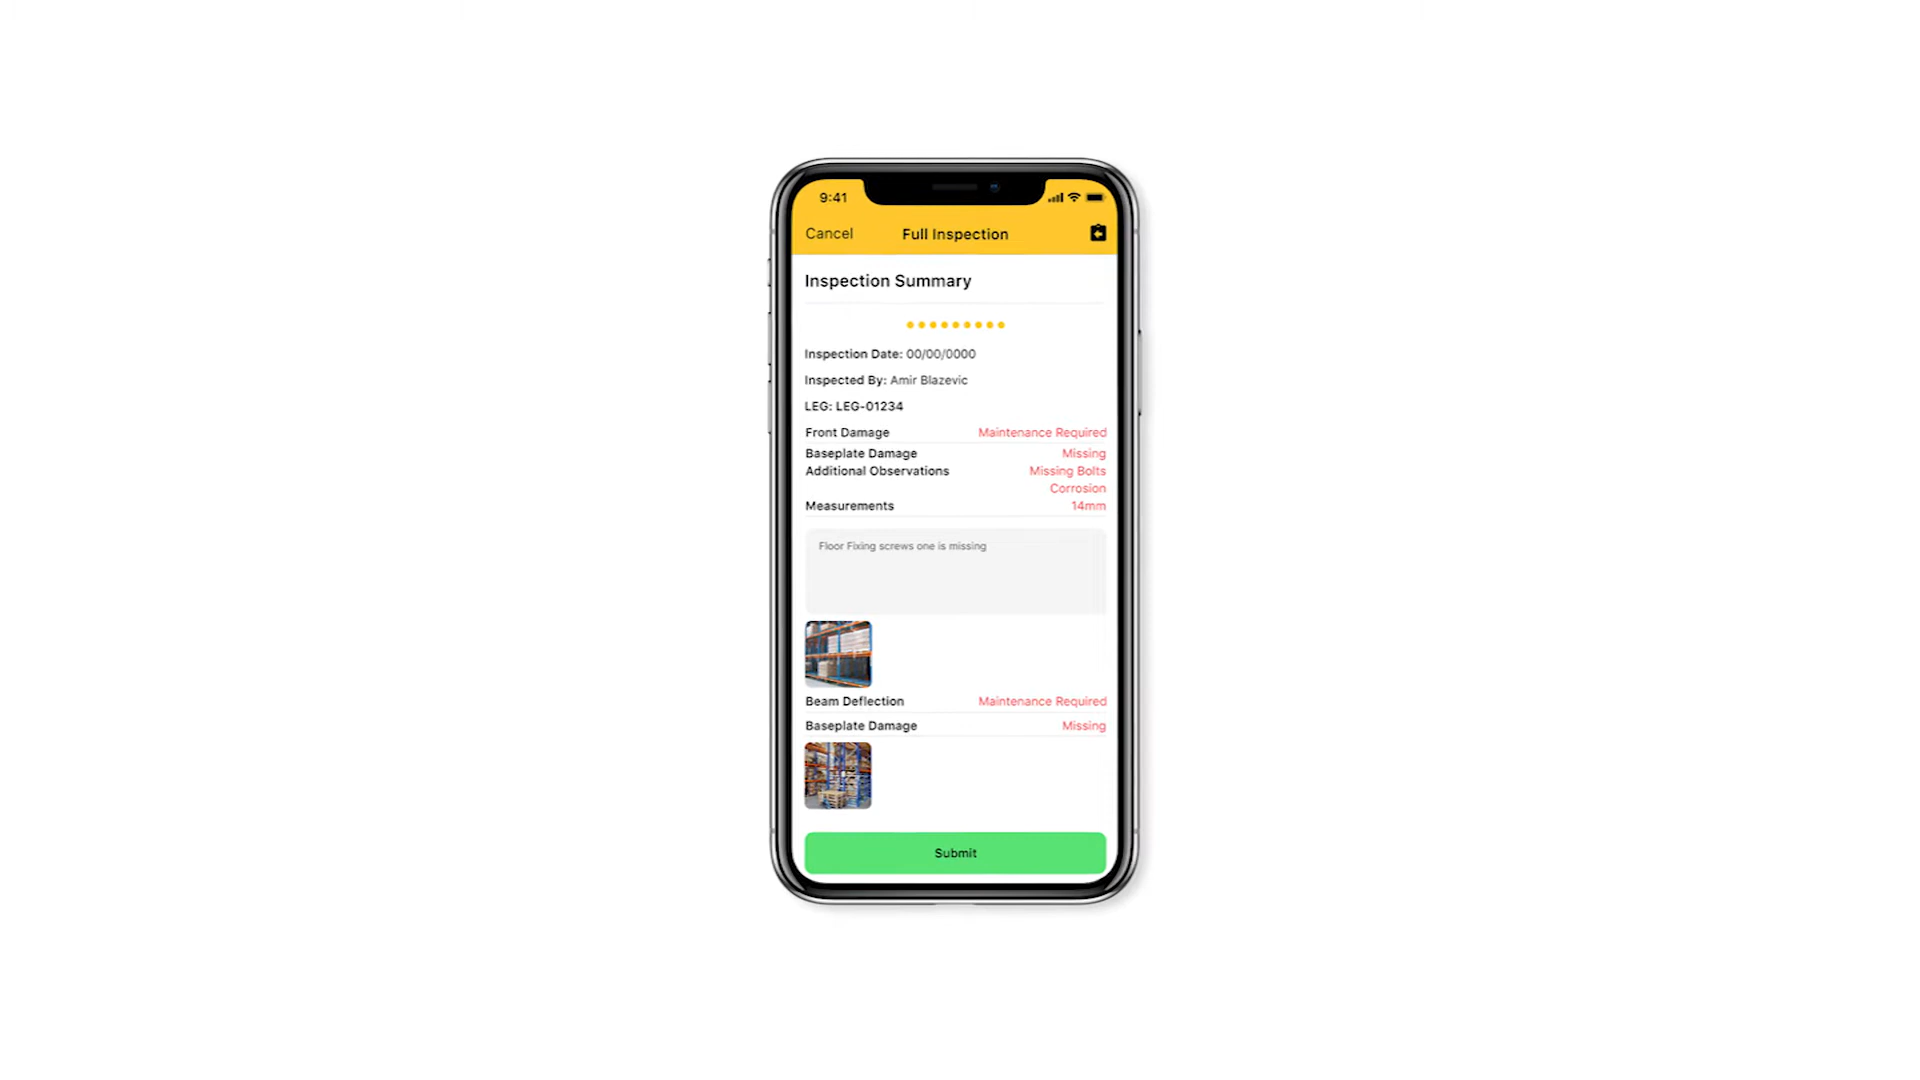 9:41
Cancel Full Inspection
Inspection Summary
Inspection Date: 00/00/0000
Inspected By: Amir Blazevic
LEG: LEG-01234
Front Damage Maintenance Required
Baseplate Damage Missing
Additional Observations Missing Bolts
Corrosion
Measurements 14mm
Floor Fixing screws one is missing
Beam Deflection Maintenance Required
Baseplate Damage Missing
Submit